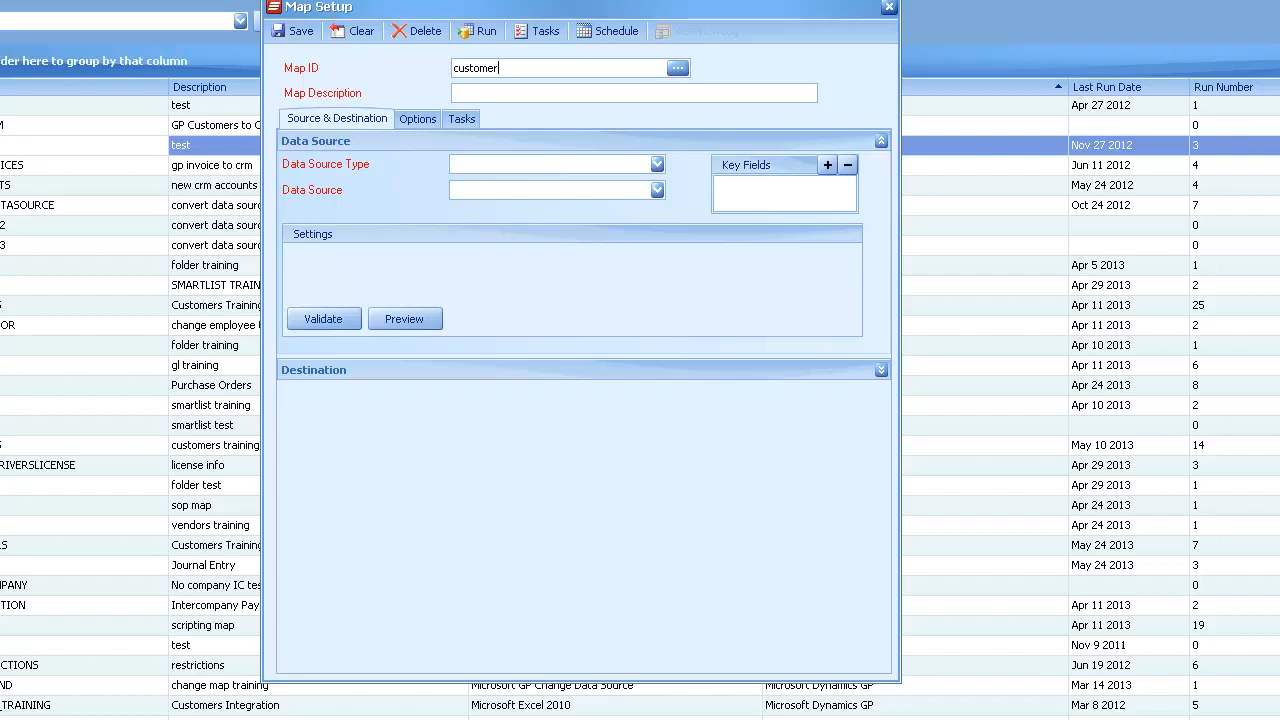 Map Setup
Save Clear Delete Run Tasks Schedule
der here to group by that column
Map ID customer ...
Map Description
Source & Destination Options Tasks
Data Source
Data Source Type
Data Source
Key Fields + −
Settings
Validate Preview
Destination
Description Last Run Date Run Number
test Apr 27 2012 1
M GP Customers to C 0
test Nov 27 2012 3
ICES gp invoice to crm Jun 11 2012 4
TS new crm accounts May 24 2012 4
TASOURCE convert data sourc Oct 24 2012 7
2 convert data sourc 0
3 convert data sourc 0
folder training Apr 5 2013 1
SMARTLIST TRAIN Apr 29 2013 2
S Customers Training Apr 11 2013 25
OR change employee Apr 11 2013 2
folder training Apr 10 2013 1
gl training Apr 11 2013 6
Purchase Orders Apr 24 2013 8
smartlist training Apr 10 2013 2
smartlist test 0
S customers training May 10 2013 14
RIVERSLICENSE license info Apr 29 2013 3
folder test Apr 29 2013 1
sop map Apr 24 2013 1
vendors training Apr 24 2013 1
LS Customers Training May 24 2013 7
Journal Entry May 24 2013 3
PANY No company IC tes 0
TION Intercompany Pay Apr 11 2013 2
scripting map Apr 11 2013 19
test Nov 9 2011 0
CTIONS restrictions Jun 19 2012 6
ND change map training Microsoft GP Change Data Source Microsoft Dynamics GP Mar 14 2013 1
_TRAINING Customers Integration Microsoft Excel 2010 Microsoft Dynamics GP Mar 8 2012 5